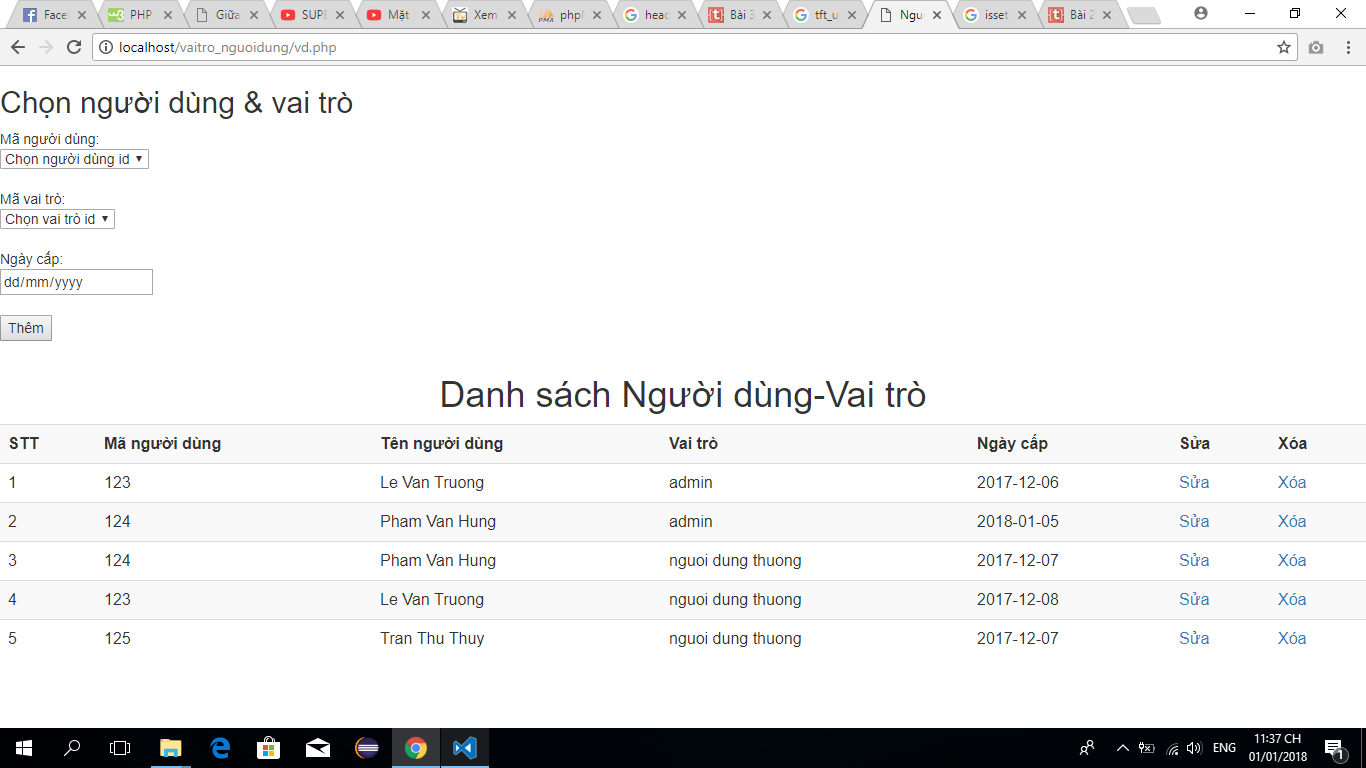 Face
PHP
Giữa
SUPE
Mặt
Xem
phpM
head
Bài 3
tft_u
Ngu
isset
Bài 2
localhost/vaitro_nguoidung/vd.php
Chọn người dùng & vai trò
Mã người dùng:
Chọn người dùng id
Mã vai trò:
Chọn vai trò id
Ngày cấp:
dd/mm/yyyy
Thêm
Danh sách Người dùng-Vai trò
STT Mã người dùng Tên người dùng Vai trò Ngày cấp Sửa Xóa
1 123 Le Van Truong admin 2017-12-06 Sửa Xóa
2 124 Pham Van Hung admin 2018-01-05 Sửa Xóa
3 124 Pham Van Hung nguoi dung thuong 2017-12-07 Sửa Xóa
4 123 Le Van Truong nguoi dung thuong 2017-12-08 Sửa Xóa
5 125 Tran Thu Thuy nguoi dung thuong 2017-12-07 Sửa Xóa
ENG
11:37 CH
01/01/2018
1